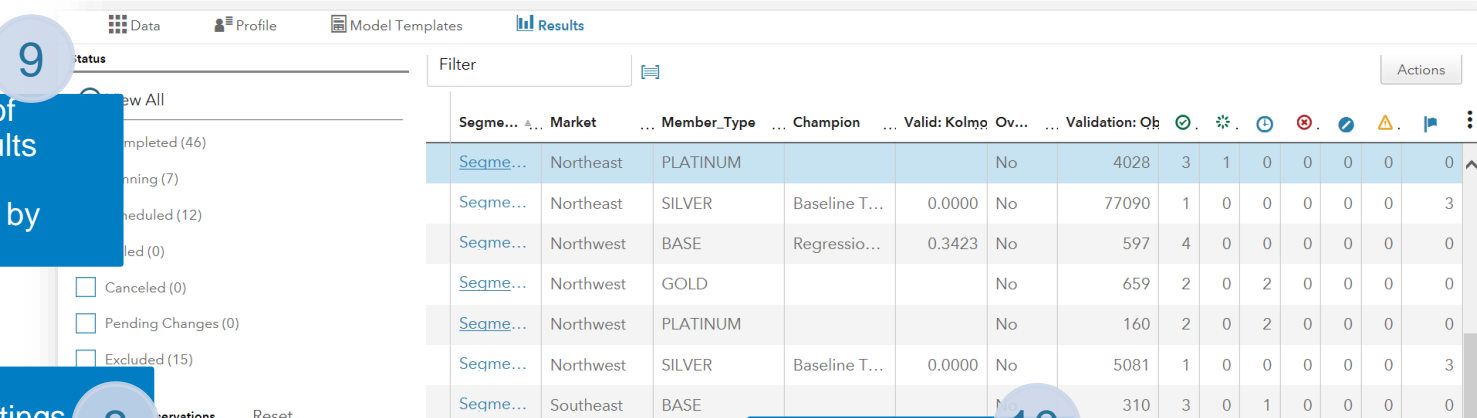 Data Profile Model Templates Results
9
Status
Filter
Actions
ew All
of
ults
by
Segme... ... Market ... Member_Type ... Champion ... Valid: Kolmo Ov... ... Validation: Ob
mpleted (46)
nning (7)
heduled (12)
led (0)
Canceled (0)
Pending Changes (0)
Excluded (15)
Segme... Northeast PLATINUM No 4028 3 1 0 0 0 0 0
Segme... Northeast SILVER Baseline T... 0.0000 No 77090 1 0 0 0 0 0 3
Segme... Northwest BASE Regressio... 0.3423 No 597 4 0 0 0 0 0 0
Segme... Northwest GOLD No 659 2 0 2 0 0 0 0
Segme... Northwest PLATINUM No 160 2 0 2 0 0 0 0
Segme... Northwest SILVER Baseline T... 0.0000 No 5081 1 0 0 0 0 0 3
Segme... Southeast BASE No 310 3 0 1 0 0 0 0
tings
ervations Reset